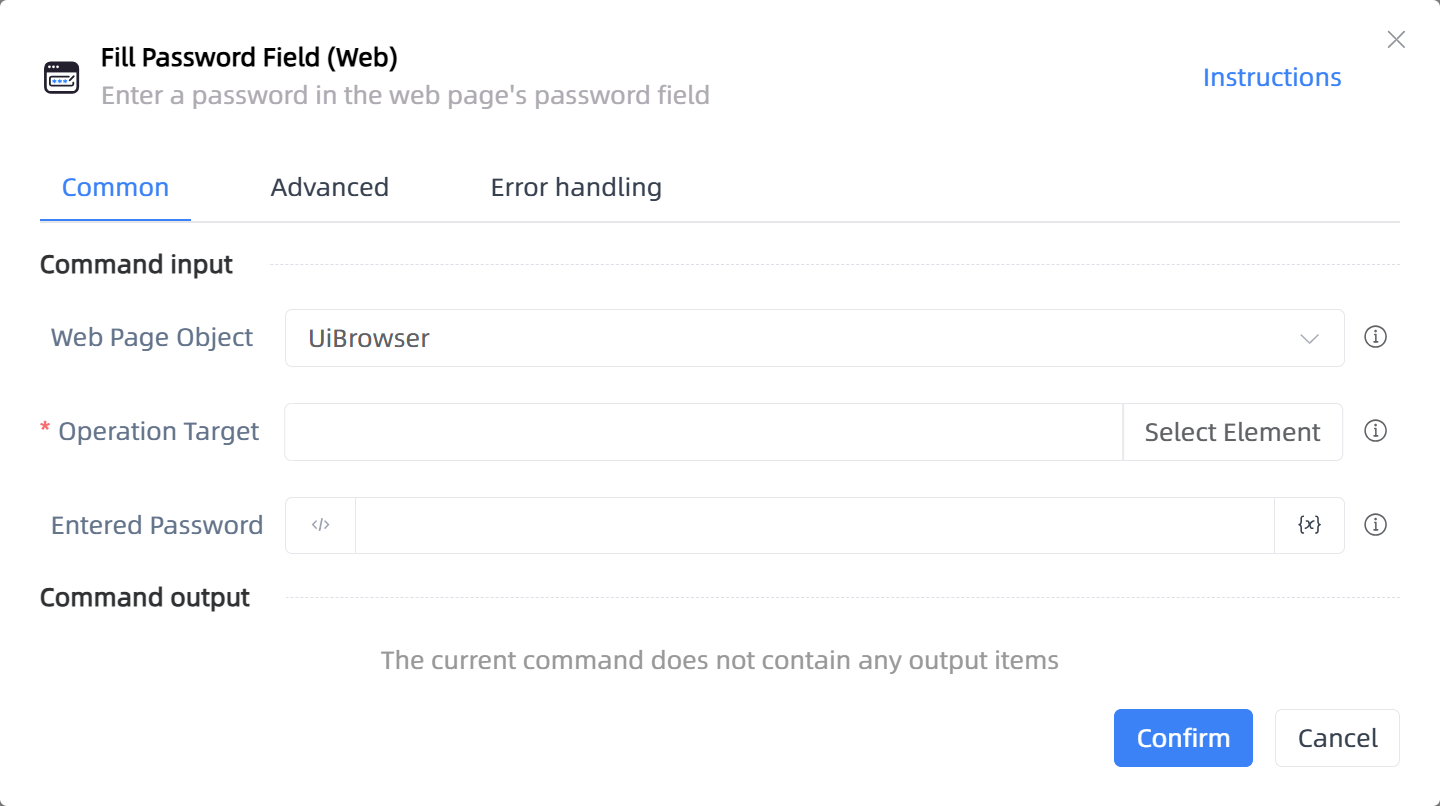 Fill Password Field (Web)
Enter a password in the web page's password field
Instructions
Common
Advanced
Error handling
Command input
Web Page Object
UiBrowser
* Operation Target
Select Element
Entered Password
</>
{x}
Command output
The current command does not contain any output items
Confirm
Cancel